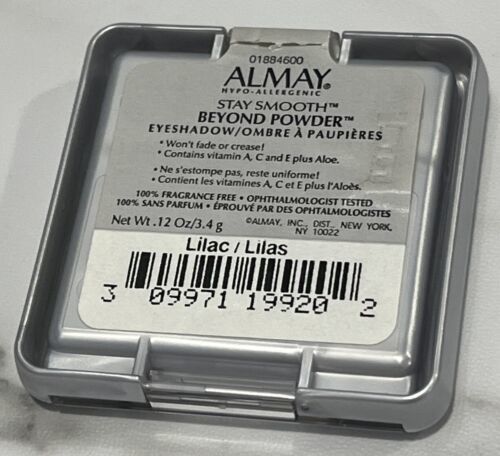 01884600
ALMAY®
HYPO-ALLERGENIC
STAY SMOOTH™
BEYOND POWDER™
EYESHADOW/OMBRE À PAUPIÈRES
• Won't fade or crease!
• Contains vitamin A, C and E plus Aloe.
• Ne s'estompe pas, reste uniforme!
• Contient les vitamines A, C et E plus l'Aloès.
100% FRAGRANCE FREE • OPHTHALMOLOGIST TESTED
100% SANS PARFUM • ÉPROUVÉ PAR DES OPHTALMOLOGISTES
Net Wt .12 Oz/3.4 g
©ALMAY, INC., DIST., NEW YORK,
NY 10022
Lilac / Lilas
3 09971 19920 2